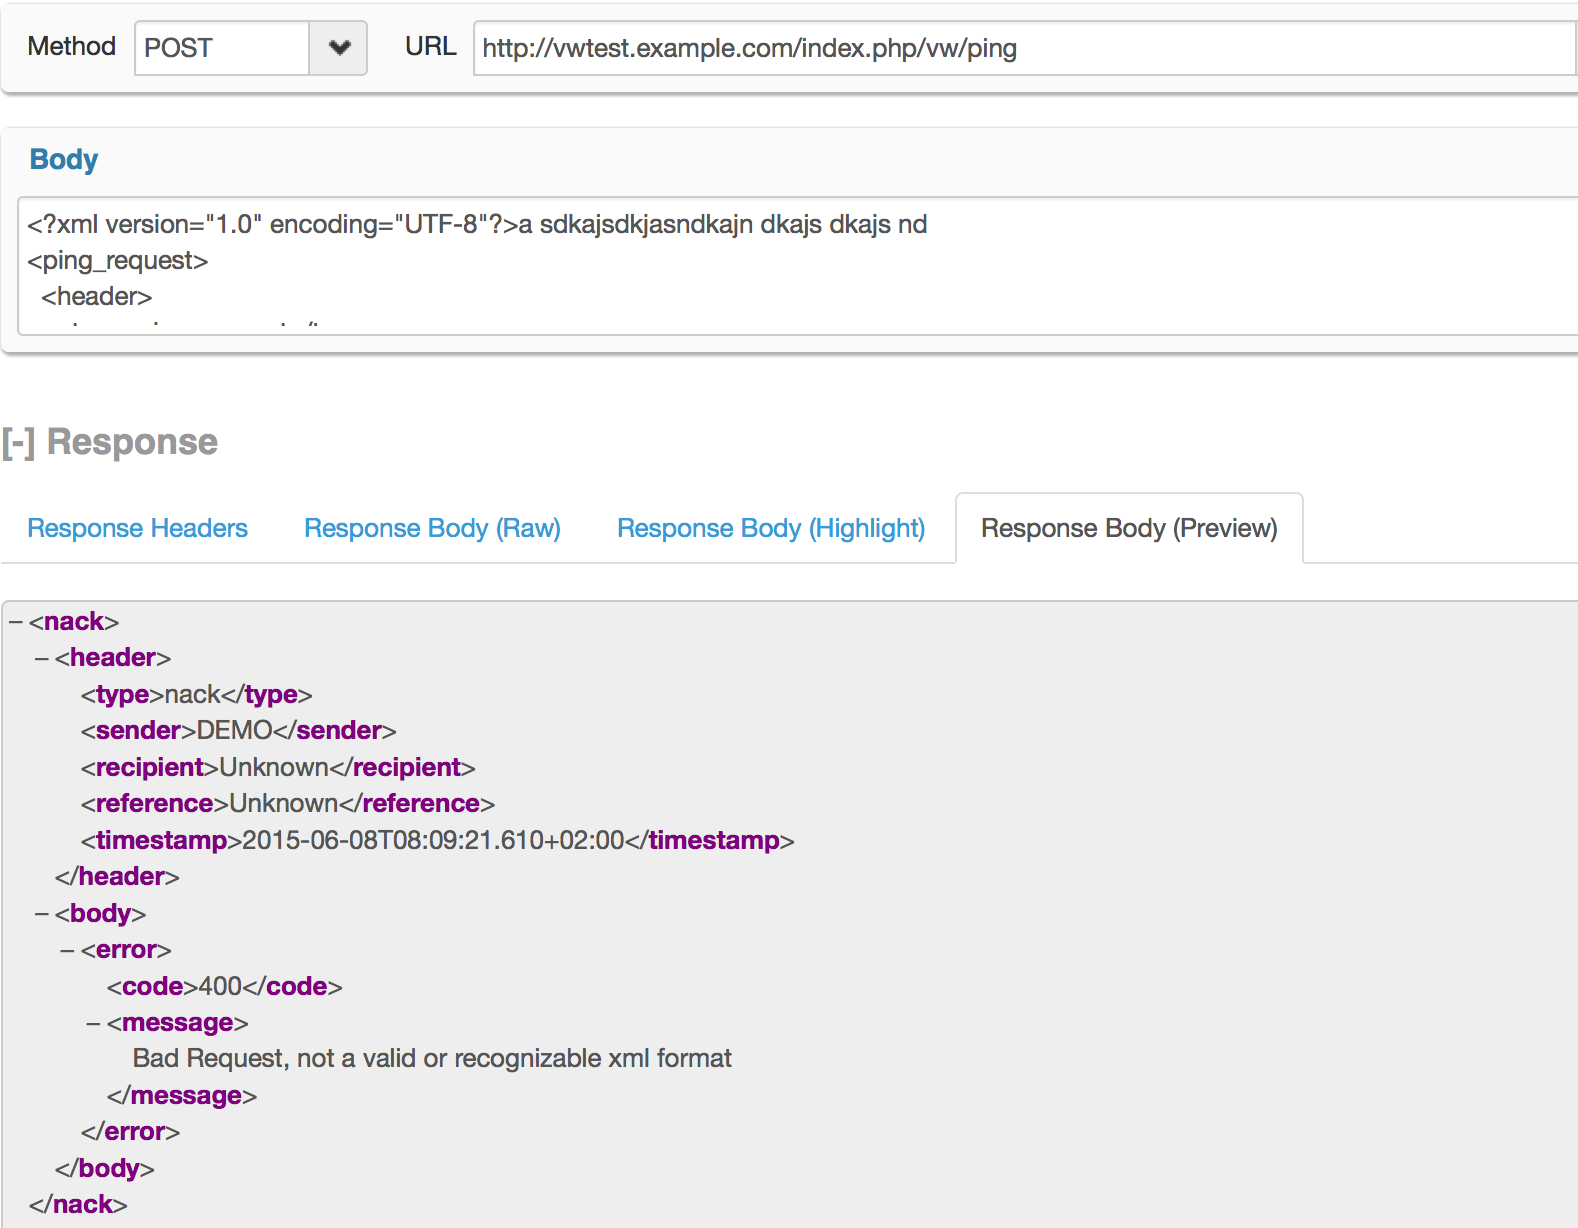 Method POST URL http://vwtest.example.com/index.php/vw/ping
Body
<?xml version="1.0" encoding="UTF-8"?>a sdkajsdkjasndkajn dkajs dkajs nd
<ping_request>
<header>
[-] Response
Response Headers Response Body (Raw) Response Body (Highlight) Response Body (Preview)
– <nack>
– <header>
<type>nack</type>
<sender>DEMO</sender>
<recipient>Unknown</recipient>
<reference>Unknown</reference>
<timestamp>2015-06-08T08:09:21.610+02:00</timestamp>
</header>
– <body>
– <error>
<code>400</code>
– <message>
Bad Request, not a valid or recognizable xml format
</message>
</error>
</body>
</nack>